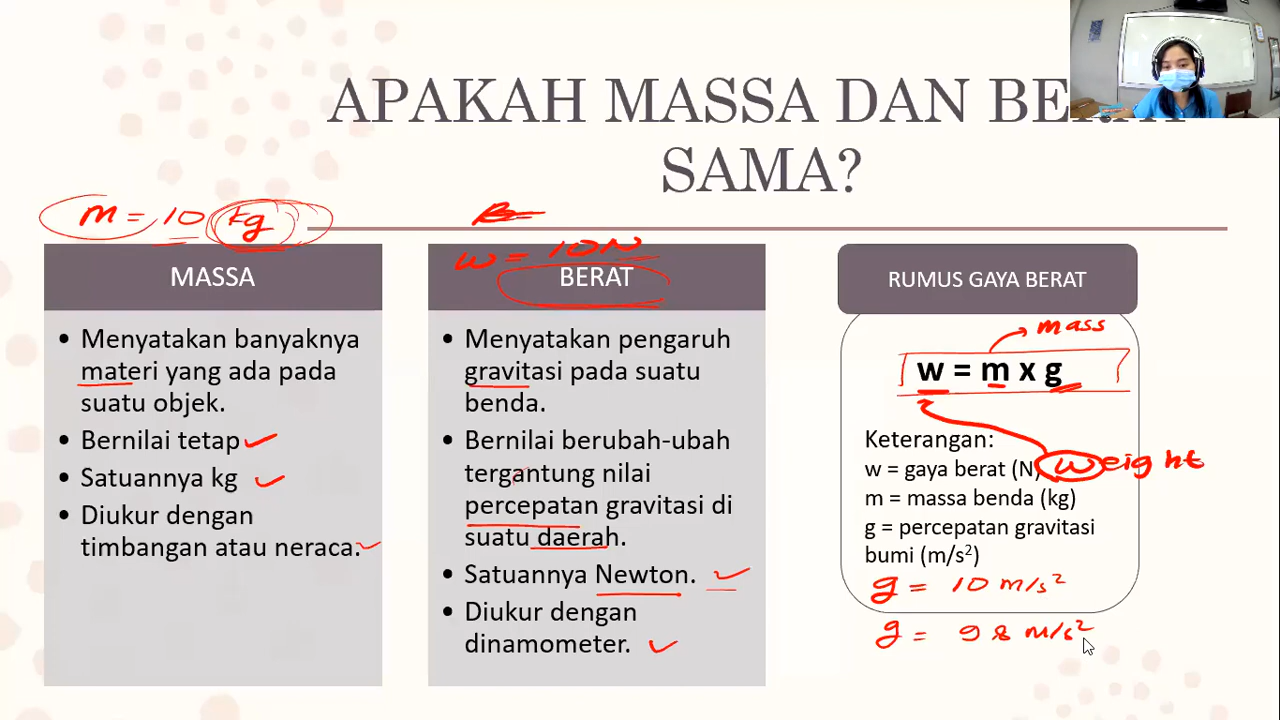 APAKAH MASSA DAN BERAT
SAMA?
m = 10 kg
w = 10 N
MASSA
• Menyatakan banyaknya
materi yang ada pada
suatu objek.
• Bernilai tetap
• Satuannya kg
• Diukur dengan
timbangan atau neraca.
BERAT
• Menyatakan pengaruh
gravitasi pada suatu
benda.
• Bernilai berubah-ubah
tergantung nilai
percepatan gravitasi di
suatu daerah.
• Satuannya Newton.
• Diukur dengan
dinamometer.
RUMUS GAYA BERAT
mass
w = m x g
Keterangan:
w = gaya berat (N)
weight
m = massa benda (kg)
g = percepatan gravitasi
bumi (m/s²)
g = 10 m/s²
g = 9 8 m/s²